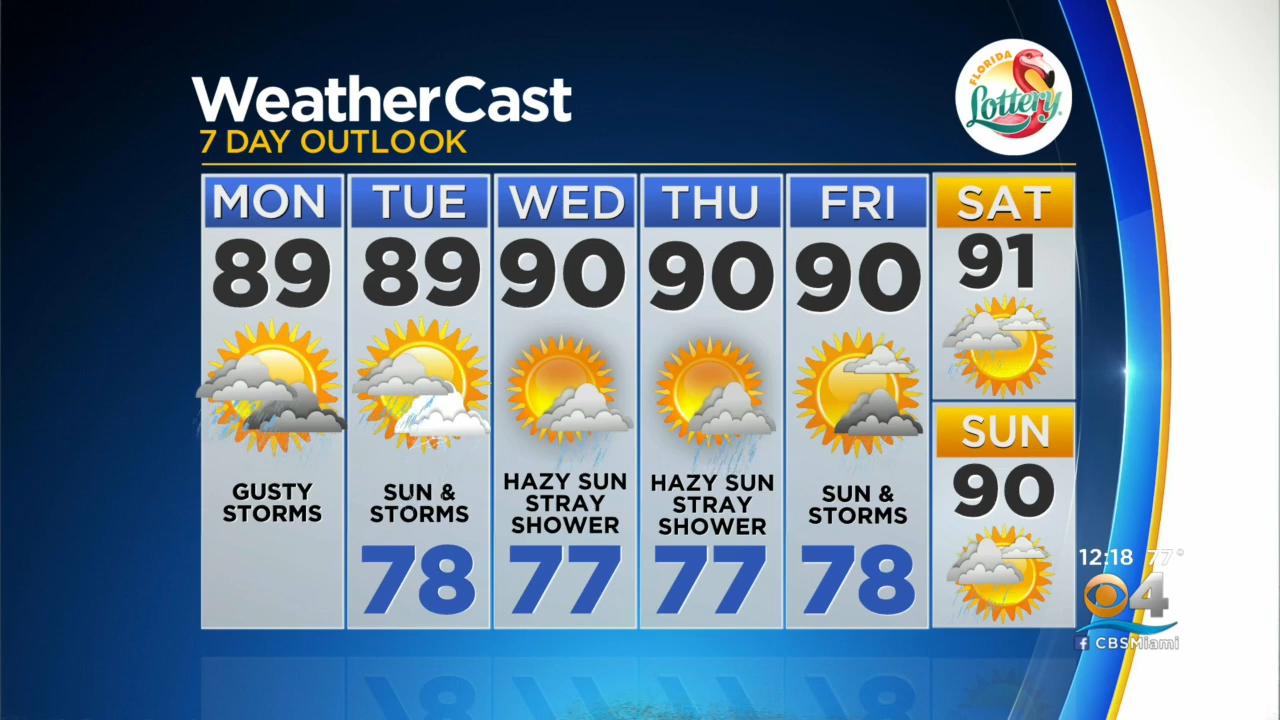 WeatherCast
7 DAY OUTLOOK
FLORIDA
Lottery
MON
89
GUSTY
STORMS
TUE
89
SUN &
STORMS
78
WED
90
HAZY SUN
STRAY
SHOWER
77
THU
90
HAZY SUN
STRAY
SHOWER
77
FRI
90
SUN &
STORMS
78
SAT
91
SUN
90
12:18 77°
4
CBSMiami